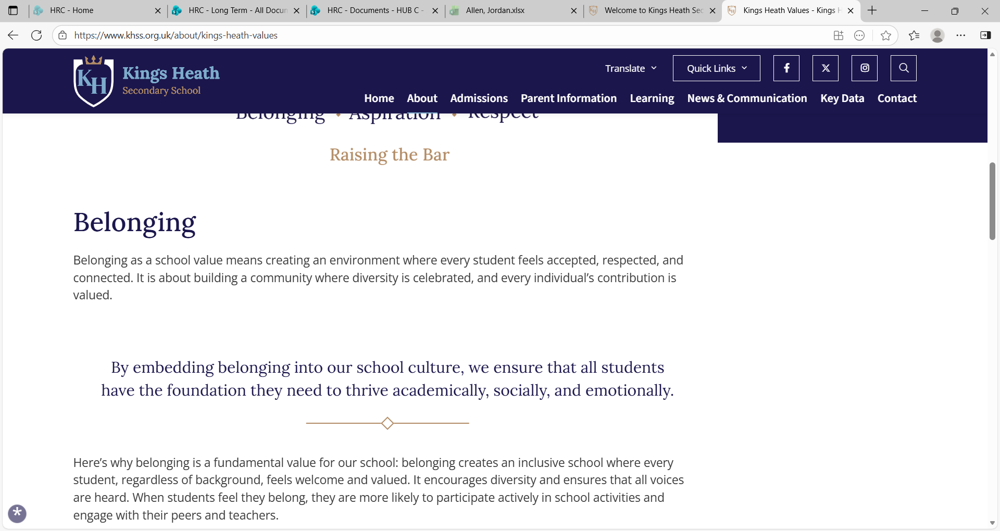 HRC - Home
HRC - Long Term - All Docun
HRC - Documents - HUB C -
Allen, Jordan.xlsx
Welcome to Kings Heath Sec
Kings Heath Values - Kings H
https://www.khss.org.uk/about/kings-heath-values
KH
Kings Heath
Secondary School
Translate
Quick Links
Home
About
Admissions
Parent Information
Learning
News & Communication
Key Data
Contact
Belonging • Aspiration • Respect
Raising the Bar
Belonging
Belonging as a school value means creating an environment where every student feels accepted, respected, and
connected. It is about building a community where diversity is celebrated, and every individual’s contribution is
valued.
By embedding belonging into our school culture, we ensure that all students
have the foundation they need to thrive academically, socially, and emotionally.
Here’s why belonging is a fundamental value for our school: belonging creates an inclusive school where every
student, regardless of background, feels welcome and valued. It encourages diversity and ensures that all voices
are heard. When students feel they belong, they are more likely to participate actively in school activities and
engage with their peers and teachers.